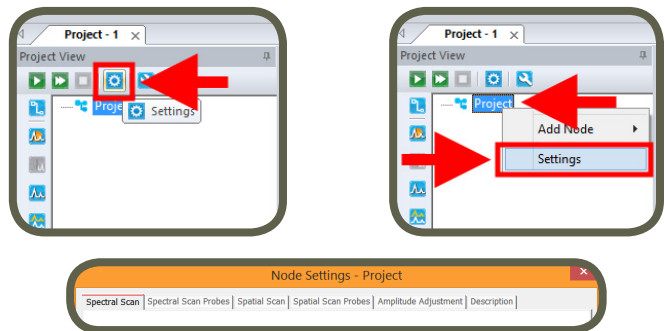 Project - 1
Project View
Proje
Settings
Project - 1
Project View
Project
Add Node
Settings
Node Settings - Project
Spectral Scan Spectral Scan Probes Spatial Scan Spatial Scan Probes Amplitude Adjustment Description